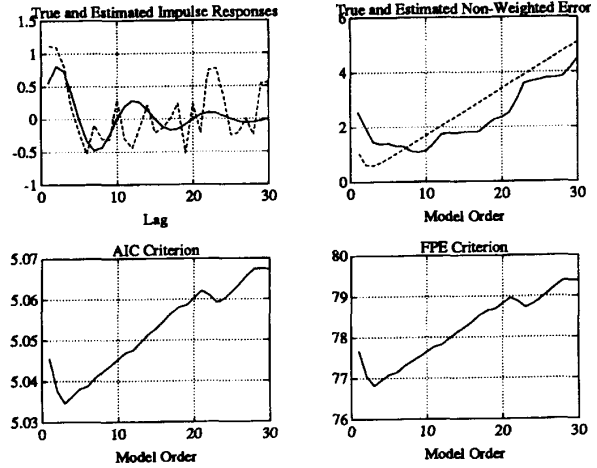 True and Estimated Impulse Responses
1.5
1
0.5
0
-0.5
-1
0 10 20 30
Lag
True and Estimated Non-Weighted Error
6
4
2
0
0 10 20 30
Model Order
AIC Criterion
5.07
5.06
5.05
5.04
5.03
0 10 20 30
Model Order
FPE Criterion
80
79
78
77
76
0 10 20 30
Model Order